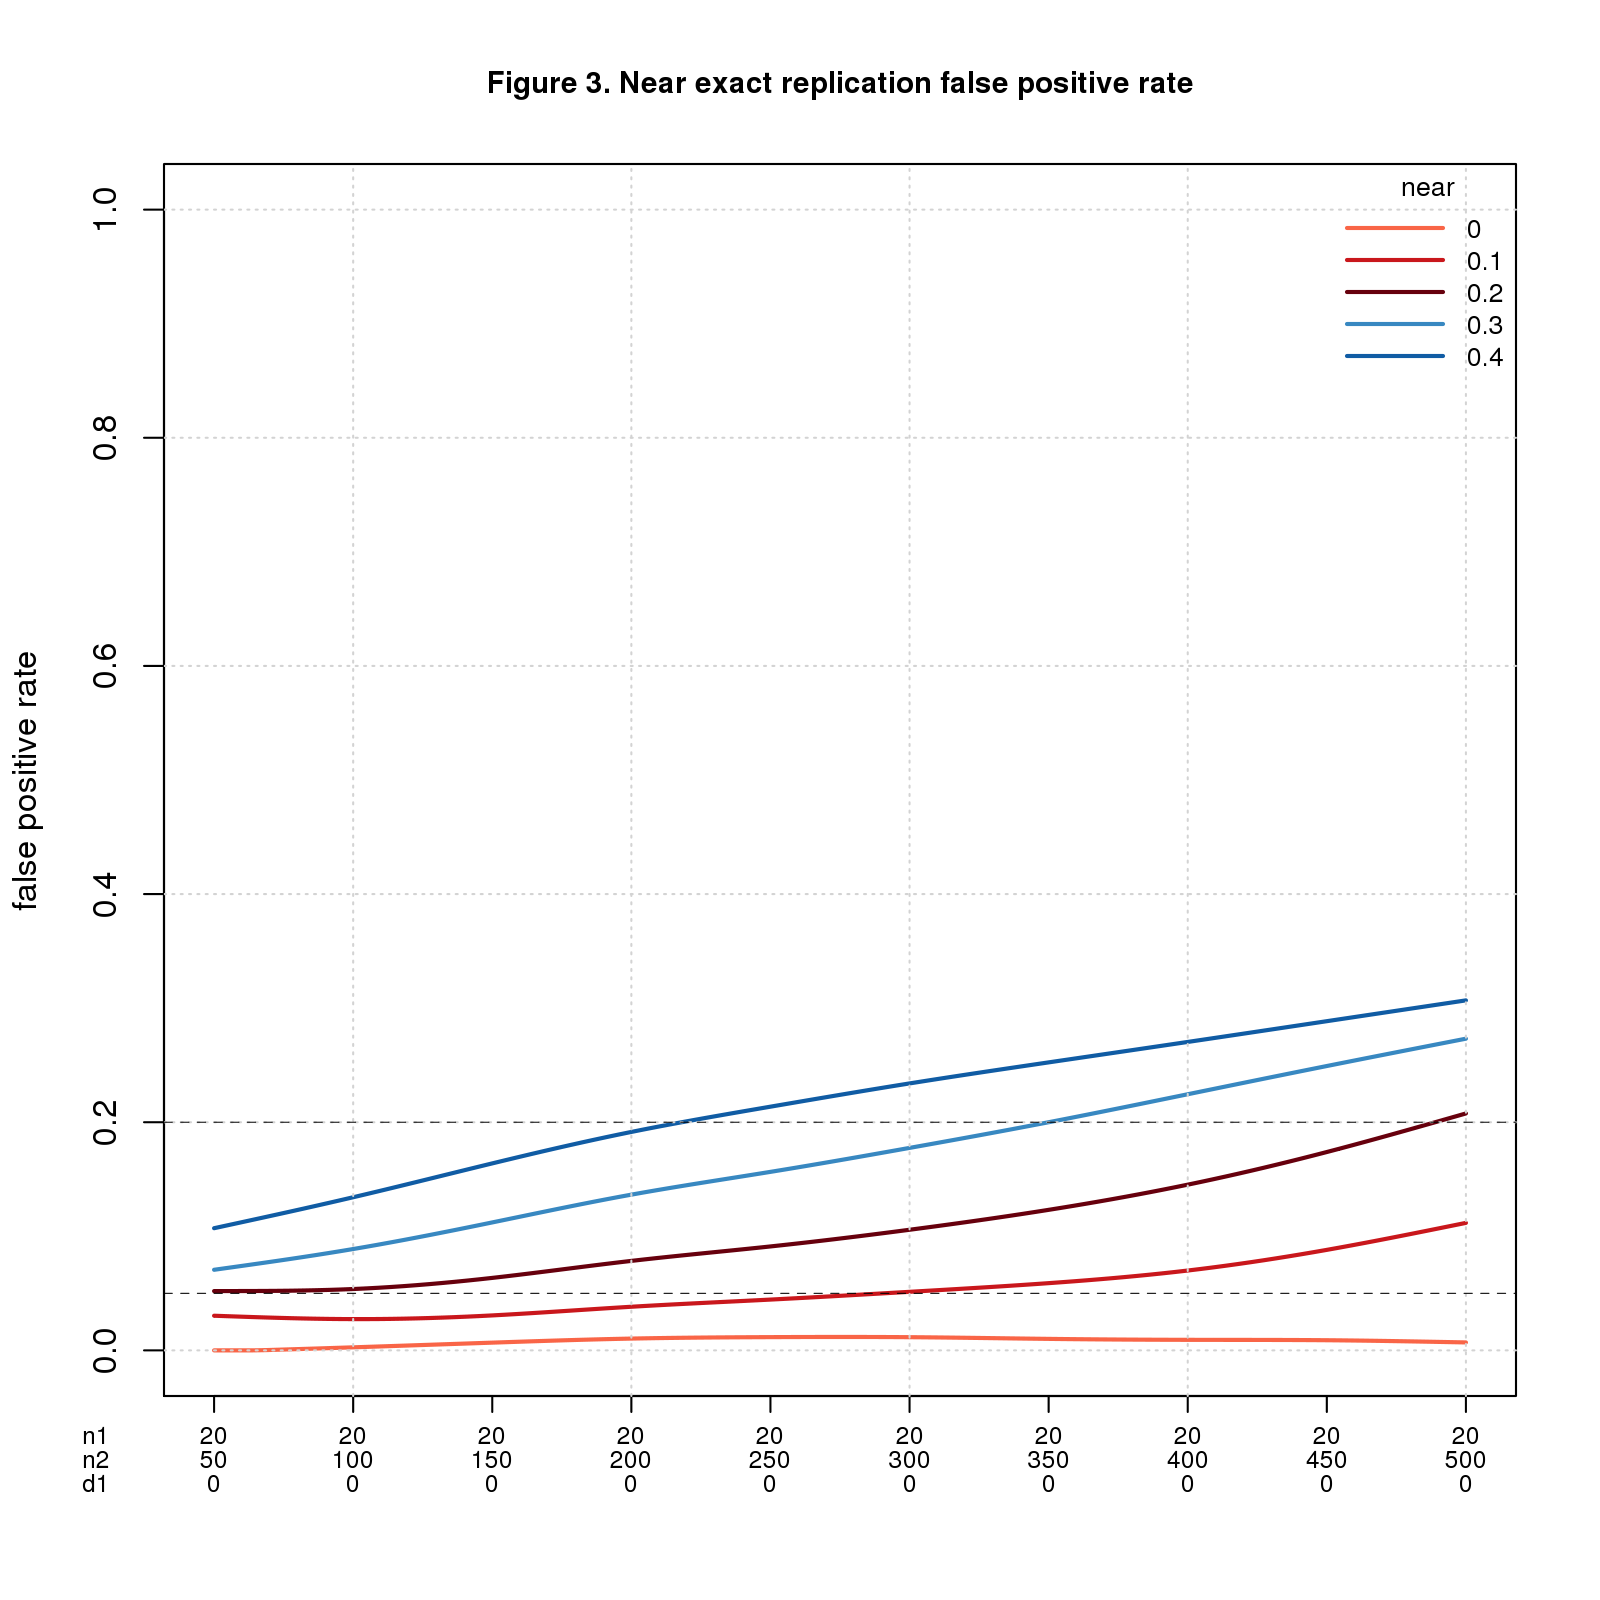 Figure 3. Near exact replication false positive rate
near
0
0.1
0.2
0.3
0.4
false positive rate
1.0
0.8
0.6
0.4
0.2
0.0
n1 20 20 20 20 20 20 20 20 20 20
n2 50 100 150 200 250 300 350 400 450 500
d1 0 0 0 0 0 0 0 0 0 0